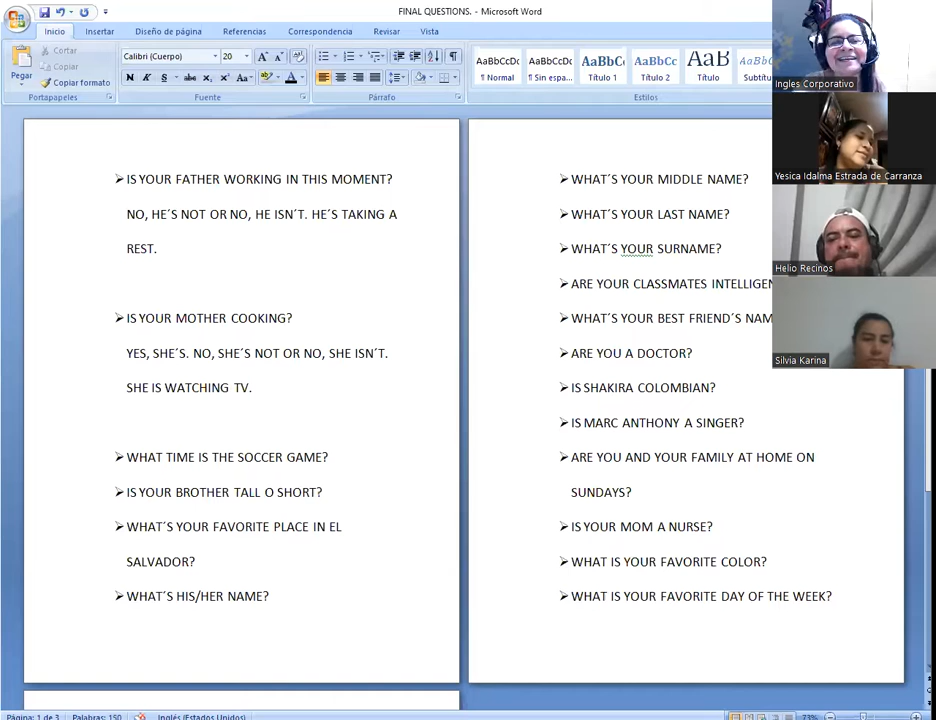 FINAL QUESTIONS. - Microsoft Word
Inicio Insertar Diseño de página Referencias Correspondencia Revisar Vista
Pegar
Cortar
Copiar
Copiar formato
Portapapeles
Calibri (Cuerpo) 20
Fuente
Párrafo
AaBbCcDc AaBbCcDc AaBbCc AaBbCc AaB
¶ Normal ¶ Sin espa... Título 1 Título 2 Título
Estilos
IS YOUR FATHER WORKING IN THIS MOMENT?
NO, HE´S NOT OR NO, HE ISN´T. HE´S TAKING A
REST.
IS YOUR MOTHER COOKING?
YES, SHE´S. NO, SHE´S NOT OR NO, SHE ISN´T.
SHE IS WATCHING TV.
WHAT TIME IS THE SOCCER GAME?
IS YOUR BROTHER TALL O SHORT?
WHAT´S YOUR FAVORITE PLACE IN EL
SALVADOR?
WHAT´S HIS/HER NAME?
WHAT´S YOUR MIDDLE NAME?
WHAT´S YOUR LAST NAME?
WHAT´S YOUR SURNAME?
ARE YOUR CLASSMATES INTELLIGEN
WHAT´S YOUR BEST FRIEND´S NAM
ARE YOU A DOCTOR?
IS SHAKIRA COLOMBIAN?
IS MARC ANTHONY A SINGER?
ARE YOU AND YOUR FAMILY AT HOME ON
SUNDAYS?
IS YOUR MOM A NURSE?
WHAT IS YOUR FAVORITE COLOR?
WHAT IS YOUR FAVORITE DAY OF THE WEEK?
Ingles Corporativo
Yesica Idalma Estrada de Carranza
Helio Recinos
Silvia Karina
Página: 1 de 3 Palabras: 150 Inglés (Estados Unidos) 73%